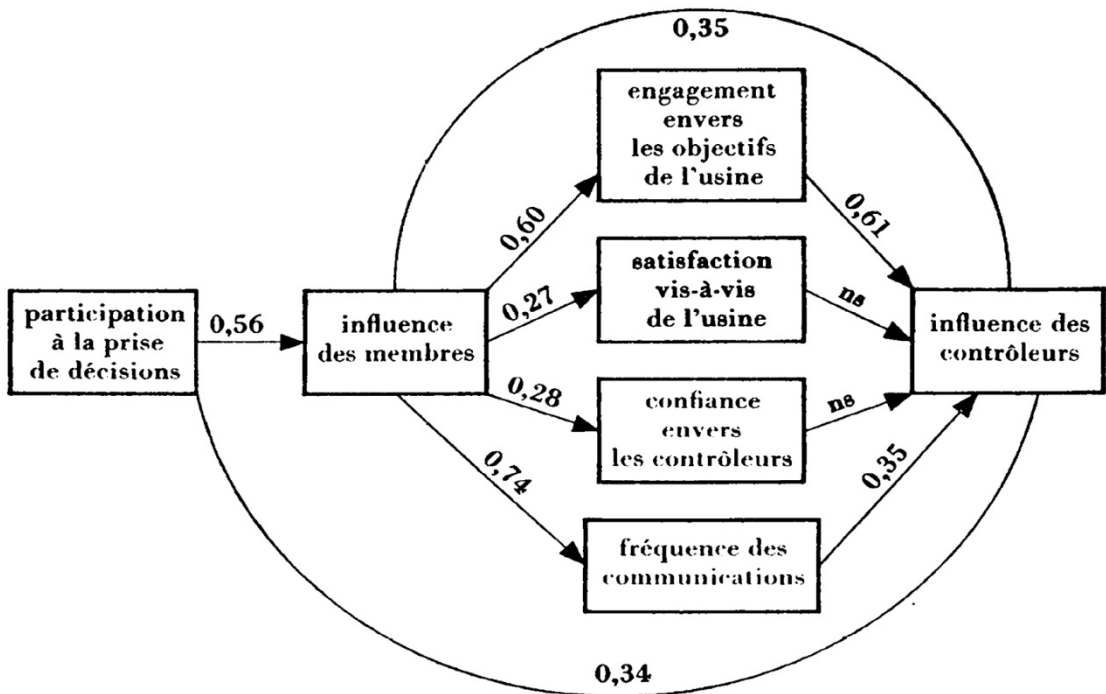 0,35
engagement
envers
les objectifs
de l'usine
0,60
0,61
satisfaction
vis-à-vis
de l'usine
0,27
ns
participation
à la prise
de décisions
0,56
influence
des membres
influence des
contrôleurs
0,28
ns
confiance
envers
les contrôleurs
0,74
0,35
fréquence des
communications
0,34